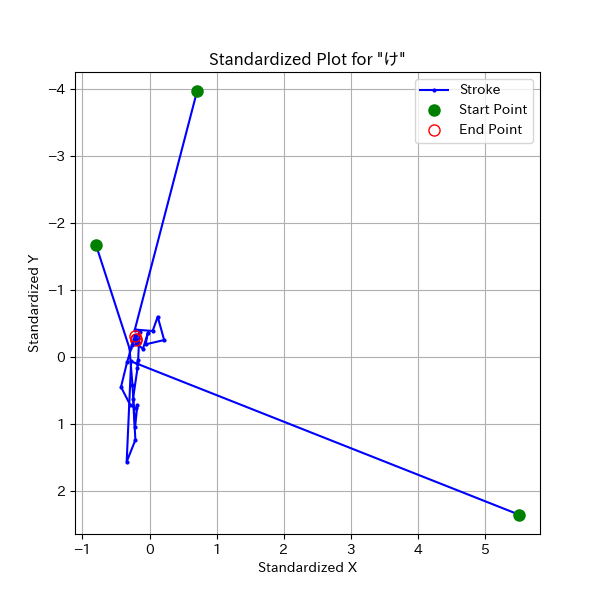 Standardized Plot for "け"
Stroke
Start Point
End Point
−4
−3
−2
−1
0
1
2
Standardized Y
−1 0 1 2 3 4 5
Standardized X